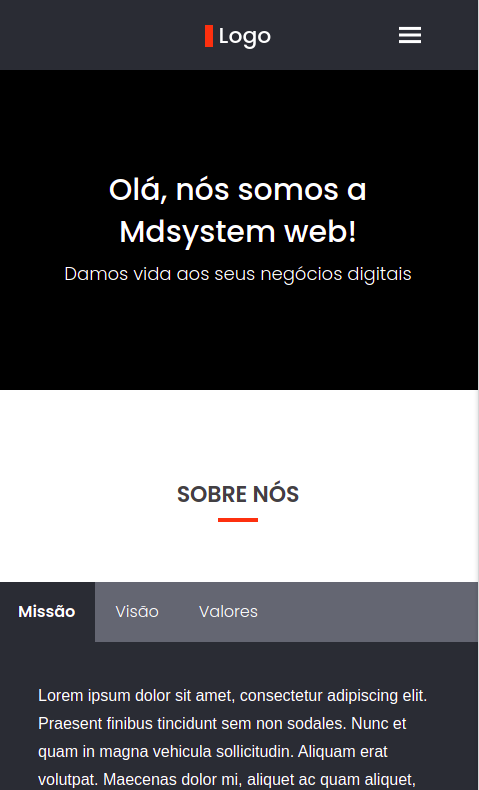 Logo
Olá, nós somos a
Mdsystem web!
Damos vida aos seus negócios digitais
SOBRE NÓS
Missão Visão Valores
Lorem ipsum dolor sit amet, consectetur adipiscing elit.
Praesent finibus tincidunt sem non sodales. Nunc et
quam in magna vehicula sollicitudin. Aliquam erat
volutpat. Maecenas dolor mi, aliquet ac quam aliquet,